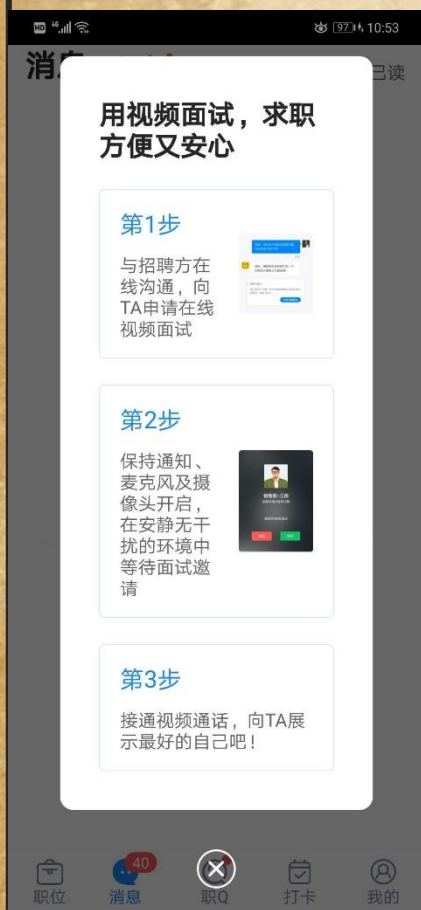 HD 46 97 10:53
消息
已读
用视频面试，求职
方便又安心
第1步
与招聘方在
线沟通，向
TA申请在线
视频面试
第2步
保持通知、
麦克风及摄
像头开启，
在安静无干
扰的环境中
等待面试邀
请
第3步
接通视频通话，向TA展
示最好的自己吧！
40
职位
消息
职Q
打卡
我的